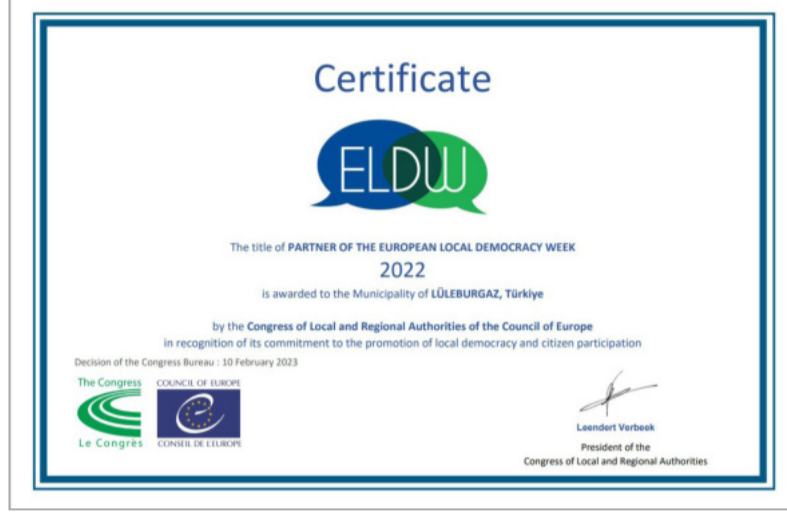 Certificate
ELDW
The title of PARTNER OF THE EUROPEAN LOCAL DEMOCRACY WEEK
2022
is awarded to the Municipality of LÜLEBURGAZ, Türkiye
by the Congress of Local and Regional Authorities of the Council of Europe
in recognition of its commitment to the promotion of local democracy and citizen participation
Decision of the Congress Bureau : 10 February 2023
The Congress
Le Congrès
COUNCIL OF EUROPE
CONSEIL DE L'EUROPE
Leendert Verbeek
President of the
Congress of Local and Regional Authorities